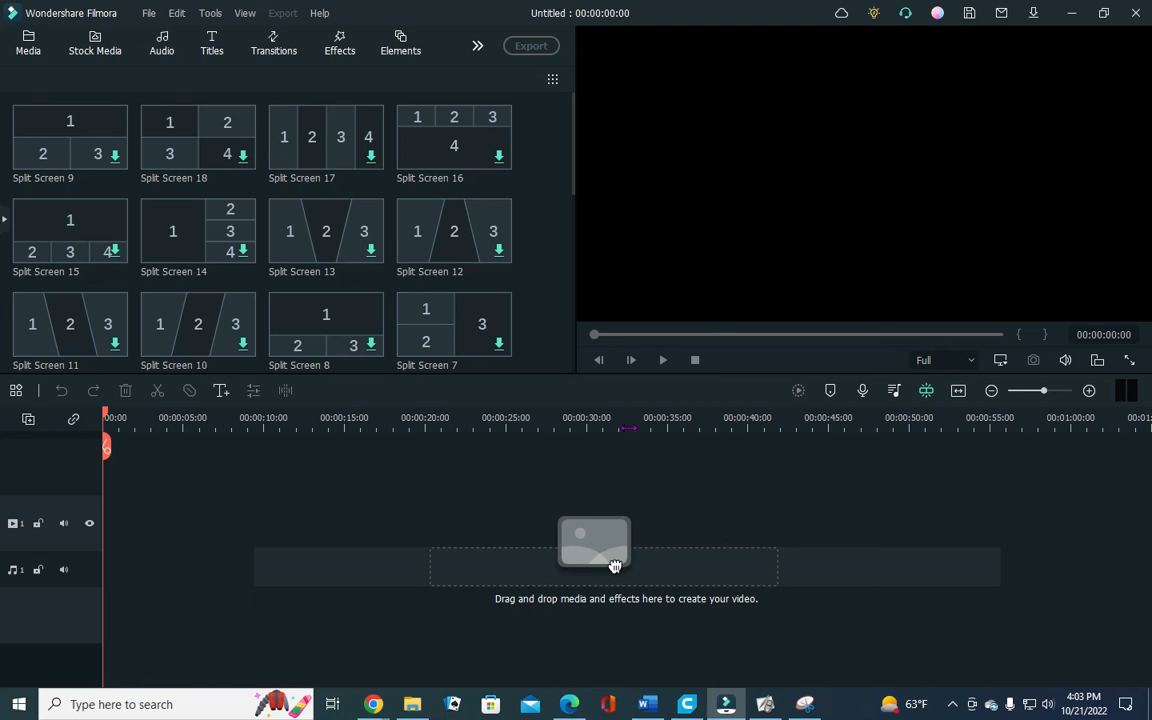 Wondershare Filmora File Edit Tools View Export Help Untitled : 00:00:00:00
Media Stock Media Audio Titles Transitions Effects Elements Export
1 2 3
1 2 3 4
1 2 3 4
1 2 3 4
Split Screen 9 Split Screen 18 Split Screen 17 Split Screen 16
1 2 3 4
1 2 3 4
1 2 3
1 2 3
Split Screen 15 Split Screen 14 Split Screen 13 Split Screen 12
1 2 3
1 2 3
1 2 3
1 2 3
Split Screen 11 Split Screen 10 Split Screen 8 Split Screen 7
00:00:00:00
Full
00:00 00:00:05:00 00:00:10:00 00:00:15:00 00:00:20:00 00:00:25:00 00:00:30:00 00:00:35:00 00:00:40:00 00:00:45:00 00:00:50:00 00:00:55:00 00:01:00:00 00:01:
1
1
Drag and drop media and effects here to create your video.
Type here to search
63°F
4:03 PM
10/21/2022